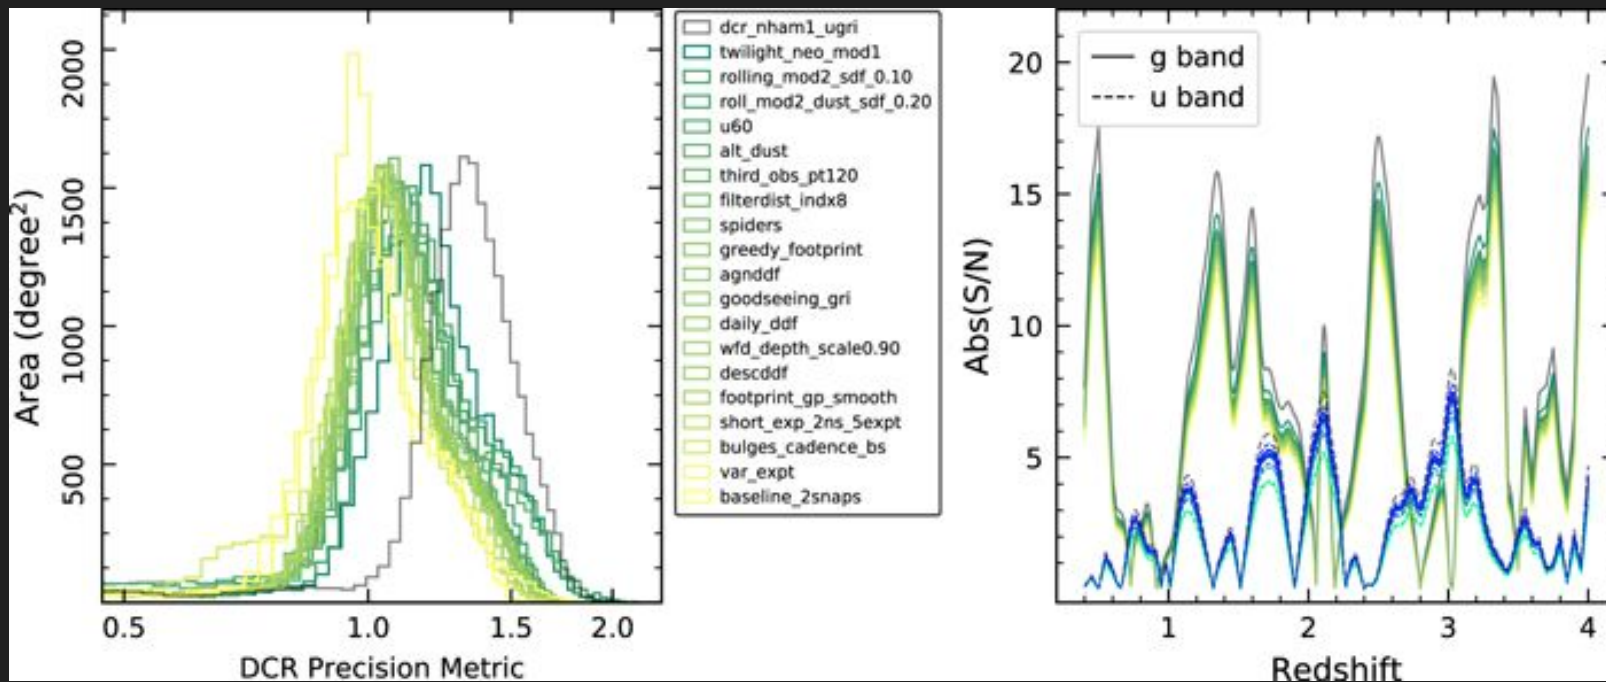 Area (degree²)
2000
1500
1000
500
0.5
1.0
1.5
2.0
DCR Precision Metric
dcr_nham1_ugri
twilight_neo_mod1
rolling_mod2_sdf_0.10
roll_mod2_dust_sdf_0.20
u60
alt_dust
third_obs_pt120
filterdist_indx8
spiders
greedy_footprint
agnddf
goodseeing_gri
daily_ddf
wfd_depth_scale0.90
descddf
footprint_gp_smooth
short_exp_2ns_5expt
bulges_cadence_bs
var_expt
baseline_2snaps
Abs(S/N)
20
15
10
5
g band
u band
1
2
3
4
Redshift